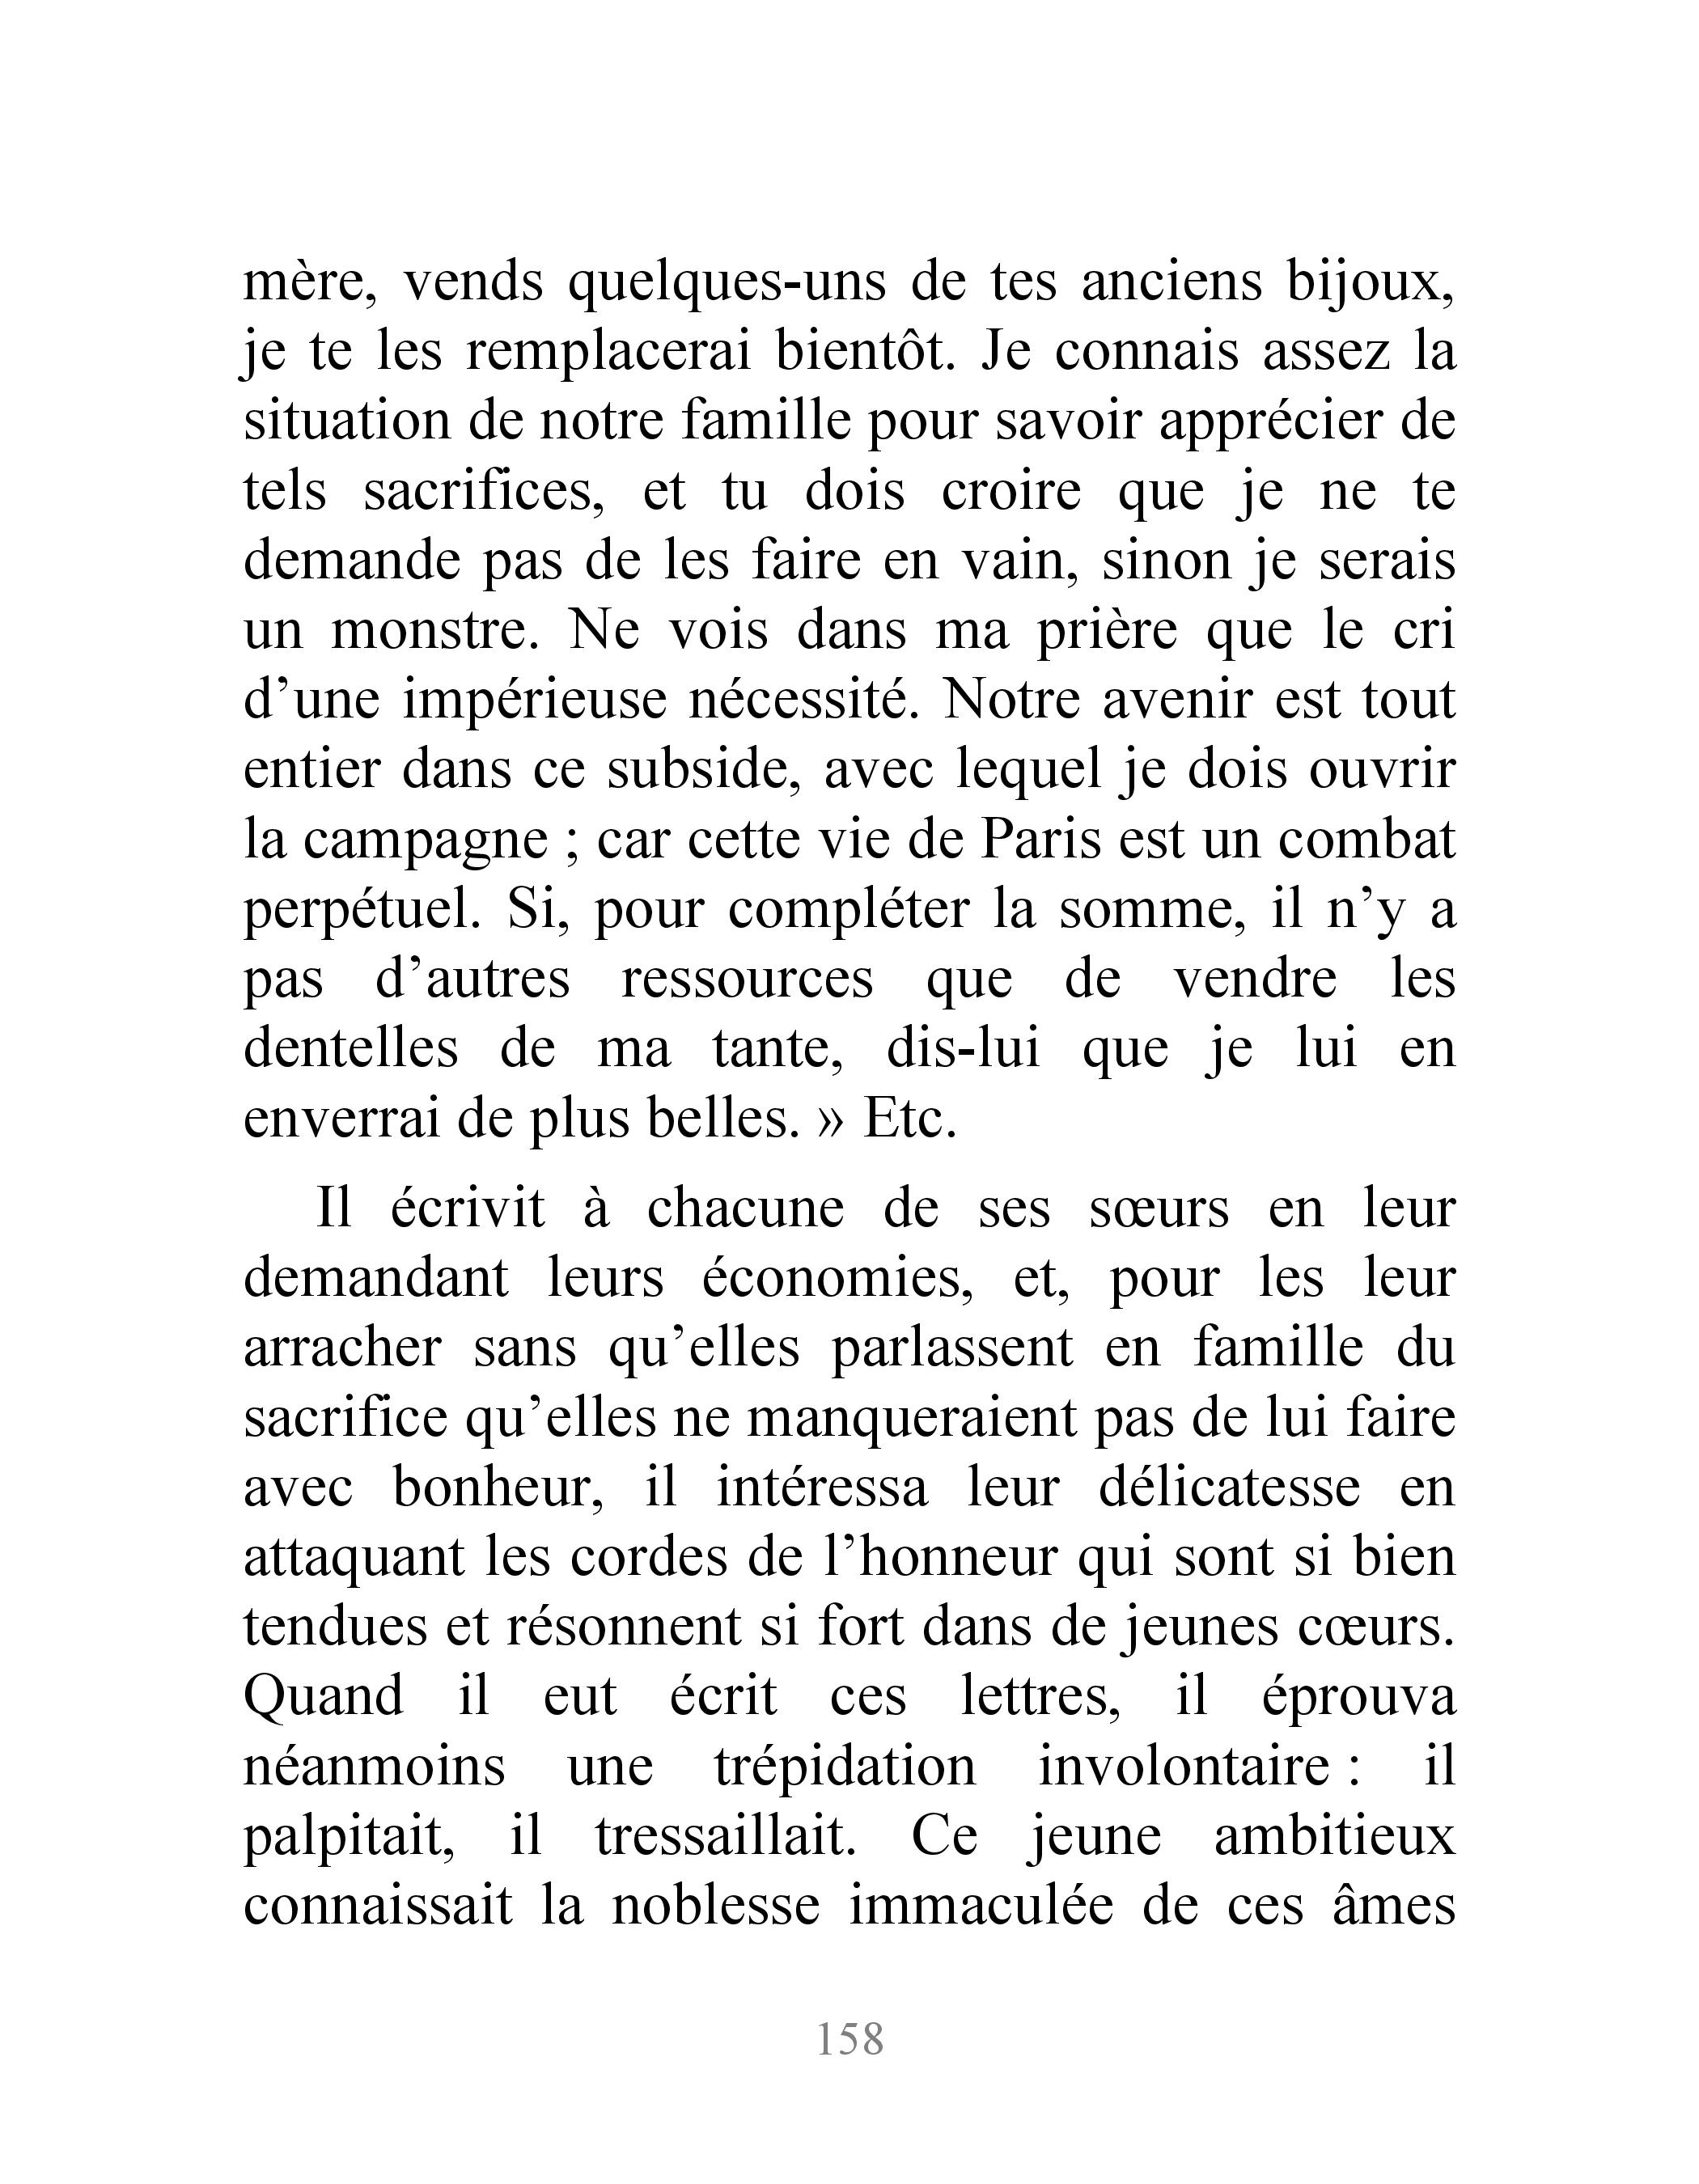 mère, vends quelques-uns de tes anciens bijoux,
je te les remplacerai bientôt. Je connais assez la
situation de notre famille pour savoir apprécier de
tels sacrifices, et tu dois croire que je ne te
demande pas de les faire en vain, sinon je serais
un monstre. Ne vois dans ma prière que le cri
d’une impérieuse nécessité. Notre avenir est tout
entier dans ce subside, avec lequel je dois ouvrir
la campagne ; car cette vie de Paris est un combat
perpétuel. Si, pour compléter la somme, il n’y a
pas d’autres ressources que de vendre les
dentelles de ma tante, dis-lui que je lui en
enverrai de plus belles. » Etc.
Il écrivit à chacune de ses sœurs en leur
demandant leurs économies, et, pour les leur
arracher sans qu’elles parlassent en famille du
sacrifice qu’elles ne manqueraient pas de lui faire
avec bonheur, il intéressa leur délicatesse en
attaquant les cordes de l’honneur qui sont si bien
tendues et résonnent si fort dans de jeunes cœurs.
Quand il eut écrit ces lettres, il éprouva
néanmoins une trépidation involontaire : il
palpitait, il tressaillait. Ce jeune ambitieux
connaissait la noblesse immaculée de ces âmes
158